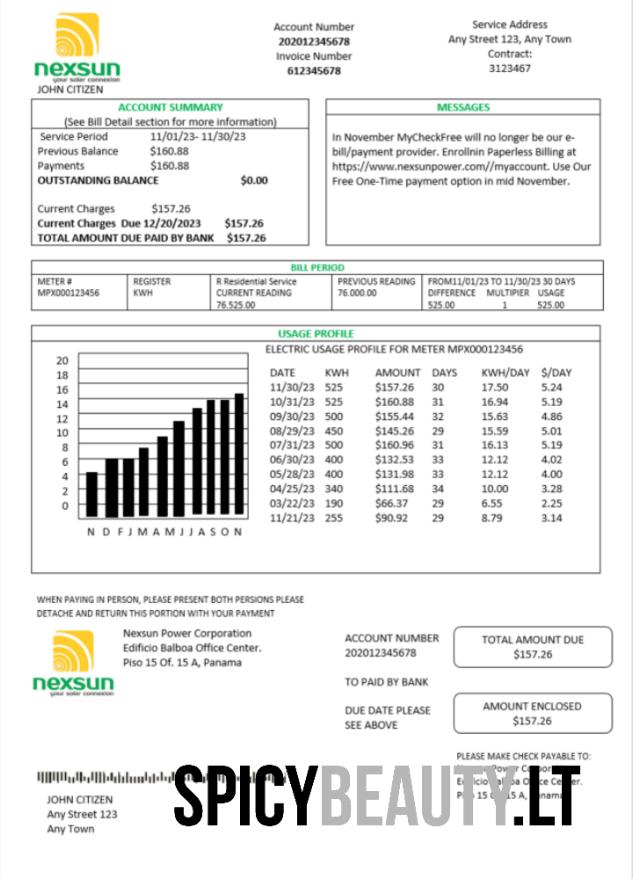 nexsun
your solar connexion
JOHN CITIZEN
Account Number
202012345678
Invoice Number
612345678
Service Address
Any Street 123, Any Town
Contract:
3123467
ACCOUNT SUMMARY
(See Bill Detail section for more information)
Service Period 11/01/23- 11/30/23
Previous Balance $160.88
Payments $160.88
OUTSTANDING BALANCE $0.00
Current Charges $157.26
Current Charges Due 12/20/2023 $157.26
TOTAL AMOUNT DUE PAID BY BANK $157.26
MESSAGES
In November MyCheckFree will no longer be our e-
bill/payment provider. Enrollnin Paperless Billing at
https://www.nexsunpower.com//myaccount. Use Our
Free One-Time payment option in mid November.
BILL PERIOD
METER # REGISTER R Residential Service PREVIOUS READING FROM11/01/23 TO 11/30/23 30 DAYS
MPX000123456 KWH CURRENT READING 76.000.00 DIFFERENCE MULTIPIER USAGE
76.525.00 525.00 1 525.00
USAGE PROFILE
ELECTRIC USAGE PROFILE FOR METER MPX000123456
20
18
16
14
12
10
8
6
4
2
0
N D F J M A M J J A S O N
DATE KWH AMOUNT DAYS KWH/DAY $/DAY
11/30/23 525 $157.26 30 17.50 5.24
10/31/23 525 $160.88 31 16.94 5.19
09/30/23 500 $155.44 32 15.63 4.86
08/29/23 450 $145.26 29 15.59 5.01
07/31/23 500 $160.96 31 16.13 5.19
06/30/23 400 $132.53 33 12.12 4.02
05/28/23 400 $131.98 33 12.12 4.00
04/25/23 340 $111.68 34 10.00 3.28
03/22/23 190 $66.37 29 6.55 2.25
11/21/23 255 $90.92 29 8.79 3.14
WHEN PAYING IN PERSON, PLEASE PRESENT BOTH PERSIONS PLEASE
DETACHE AND RETURN THIS PORTION WITH YOUR PAYMENT
nexsun
your solar connexion
Nexsun Power Corporation
Edificio Balboa Office Center.
Piso 15 Of. 15 A, Panama
ACCOUNT NUMBER
202012345678
TO PAID BY BANK
DUE DATE PLEASE
SEE ABOVE
TOTAL AMOUNT DUE
$157.26
AMOUNT ENCLOSED
$157.26
PLEASE MAKE CHECK PAYABLE TO:
Power
15 15 A,
JOHN CITIZEN
Any Street 123
Any Town
SPICYBEAUTY.LT